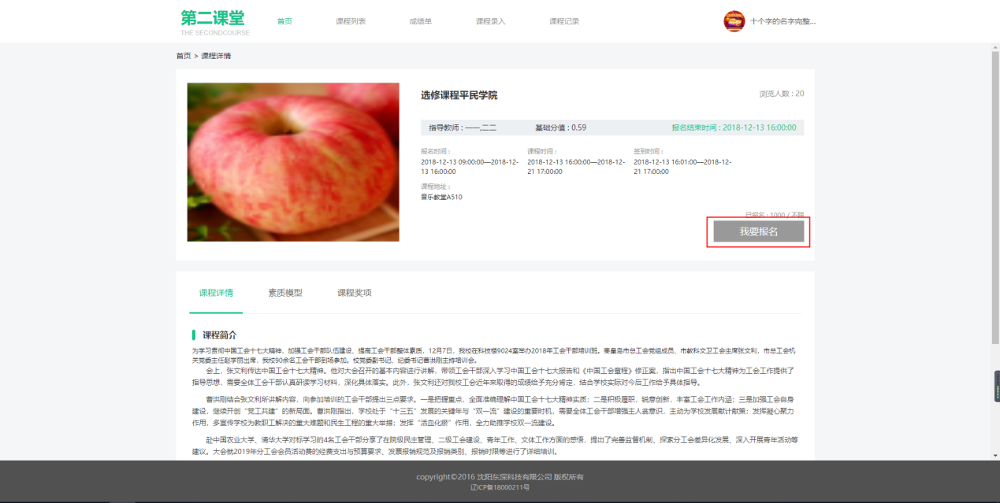 第二课堂
THE SECONDCOURSE
首页 课程列表 成绩单 课程录入 课程记录
十个字的名字完整...
首页 > 课程详情
选修课程平民学院
浏览人数 : 20
指导教师 : 一一,二二 基础分值 : 0.59 报名结束时间 : 2018-12-13 16:00:00
报名时间 : 课程时间 : 签到时间 :
2018-12-13 09:00:00—2018-12- 2018-12-13 16:00:00—2018-12- 2018-12-13 16:01:00—2018-12-
13 16:00:00 21 17:00:00 21 17:00:00
课程地址 :
音乐教堂A510
已报名 : 1000 / 不限
我要报名
课程详情 素质模型 课程奖项
课程简介
为学习贯彻中国工会十七大精神，加强工会干部队伍建设、提高工会干部整体素质，12月7日，我校在科技楼9024室举办2018年工会干部培训班。秦皇岛市总工会党组成员、市教科文卫工会主席张文利，市总工会机
关党委主任赵学丽出席，我校90余名工会干部到场参加。校党委副书记、纪委书记曹洪刚主持培训会。
会上，张文利传达中国工会十七大精神。他对大会召开的基本内容进行讲解，带领工会干部深入学习中国工会十七大报告和《中国工会章程》修正案，指出中国工会十七大精神为工会工作提供了
指导思想，需要全体工会干部认真研读学习材料，深化具体落实。此外，张文利还对我校工会近年来取得的成绩给予充分肯定，结合学校实际对今后工作给予具体指导。
曹洪刚结合张文利所讲解内容，向参加培训的工会干部提出三点要求。一是把握重点，全面准确理解中国工会十七大精神实质；二是积极履职，锐意创新，丰富工会工作内涵；三是加强工会自身
建设，继续开创“党工共建”的新局面。曹洪刚指出，学校处于“十三五”发展的关键年与“双一流”建设的重要时机，需要全体工会干部增强主人翁意识，主动为学校发展献计献策；发挥凝心聚力
作用，多宣传学校为教职工解决的重大难题和民生工程的重大举措；发挥“活血化瘀”作用，全力助推学校双一流建设。
赴中国农业大学、清华大学对标学习的4名工会干部分享了在院级民主管理、二级工会建设、青年工作、文体工作方面的感悟，提出了完善监督机制、探索分工会差异化发展、深入开展青年活动等
建议。大会就2019年分工会会员活动费的经费支出与预算要求、发票报销规范及报销类别、报销时限等进行了详细培训。
copyright©2016 沈阳东深科技有限公司 版权所有
辽ICP备18000211号